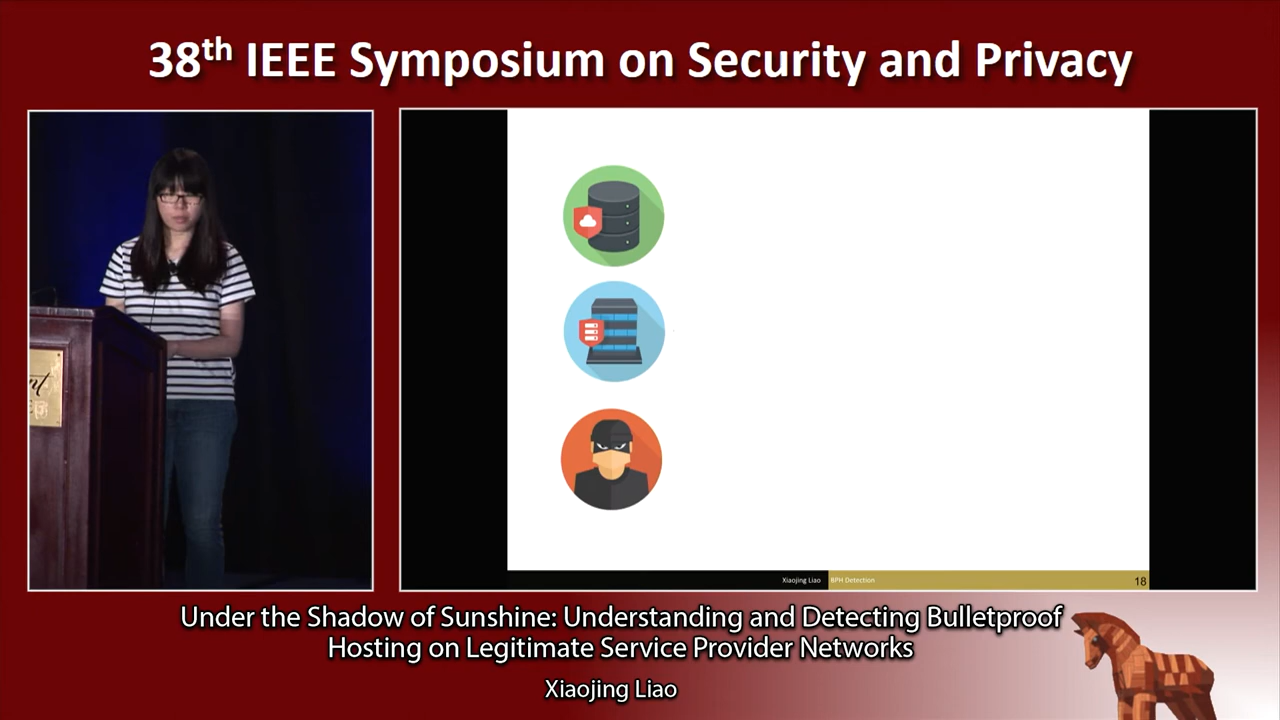 38th IEEE Symposium on Security and Privacy
Xiaojing Liao
BPH Detection
18
Under the Shadow of Sunshine: Understanding and Detecting Bulletproof
Hosting on Legitimate Service Provider Networks
Xiaojing Liao